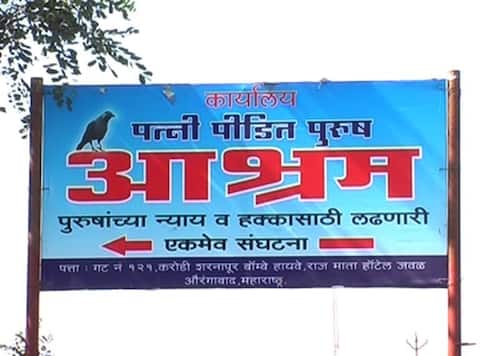 कार्यालय
पत्नी पीडित पुरुष
आश्रम
पुरुषांच्या न्याय व हक्कासाठी लढणारी
एकमेव संघटना
पत्ता : गट नं १२१,करोडी शरनापूर बॉम्बे हायवे,राज माता हॉटेल जवळ
औरंगाबाद,महाराष्ट्र.